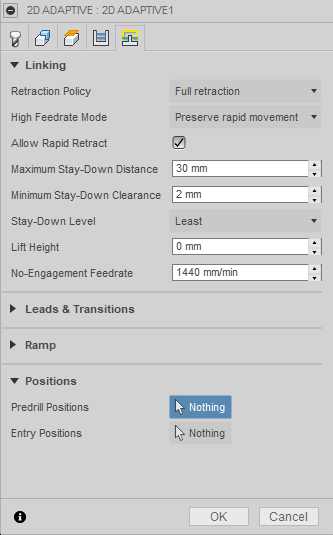 2D ADAPTIVE : 2D ADAPTIVE1
Linking
Retraction Policy Full retraction
High Feedrate Mode Preserve rapid movement
Allow Rapid Retract
Maximum Stay-Down Distance 30 mm
Minimum Stay-Down Clearance 2 mm
Stay-Down Level Least
Lift Height 0 mm
No-Engagement Feedrate 1440 mm/min
Leads & Transitions
Ramp
Positions
Predrill Positions Nothing
Entry Positions Nothing
OK Cancel